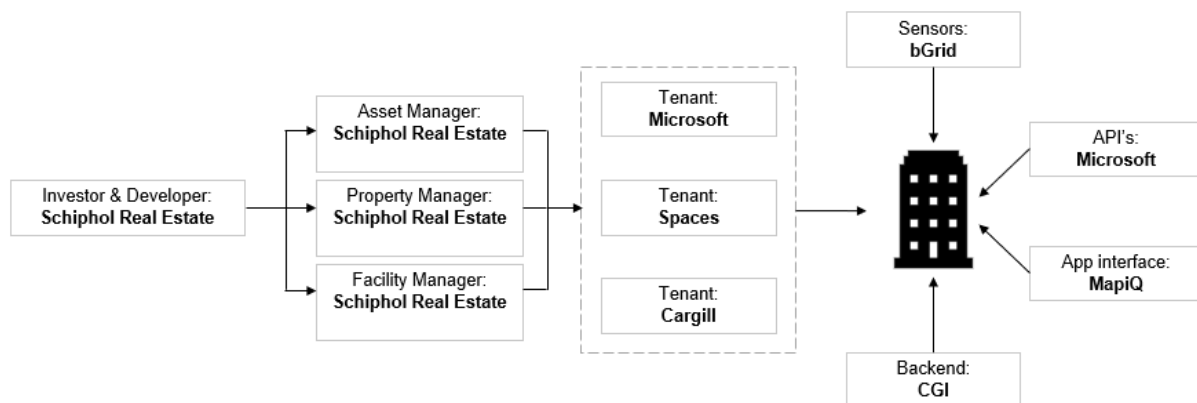 Investor & Developer:
Schiphol Real Estate
Asset Manager:
Schiphol Real Estate
Property Manager:
Schiphol Real Estate
Facility Manager:
Schiphol Real Estate
Tenant:
Microsoft
Tenant:
Spaces
Tenant:
Cargill
Sensors:
bGrid
API's:
Microsoft
App interface:
MapiQ
Backend:
CGI